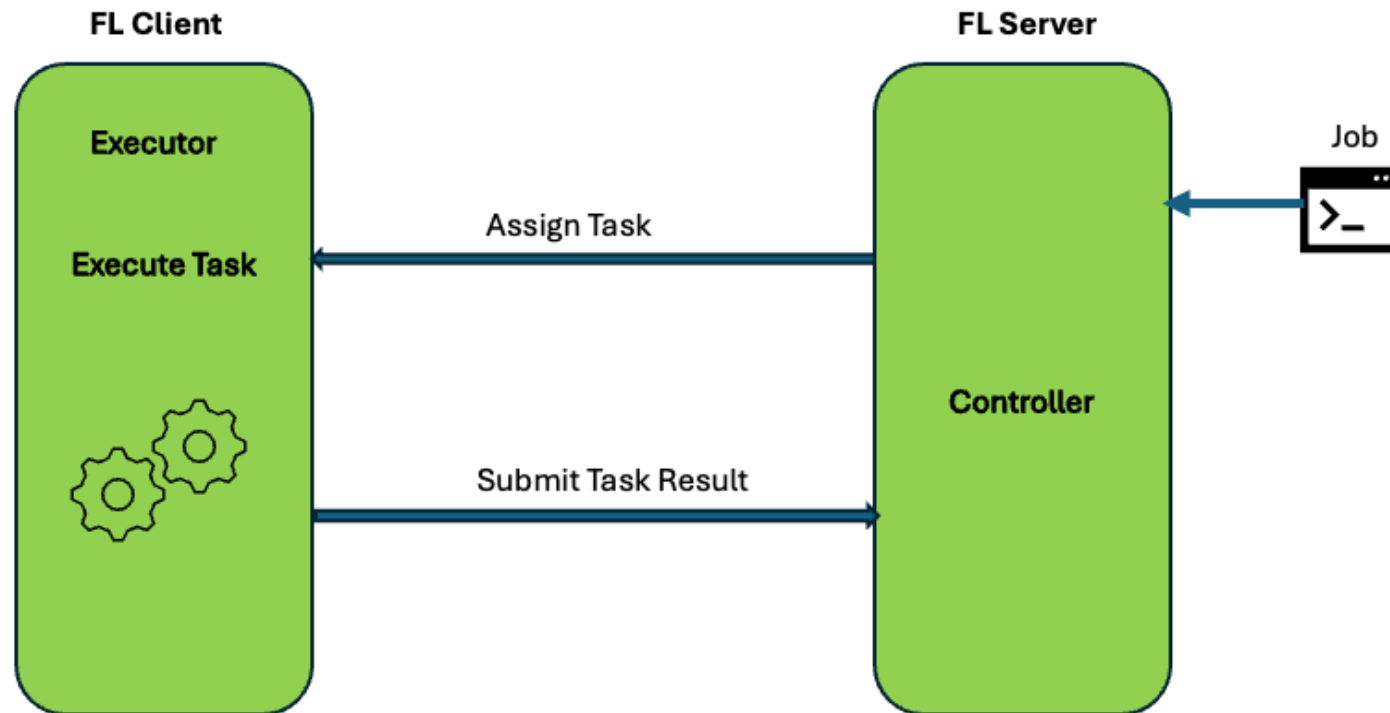 FL Client
FL Server
Executor
Job
Assign Task
>_
Execute Task
Controller
Submit Task Result